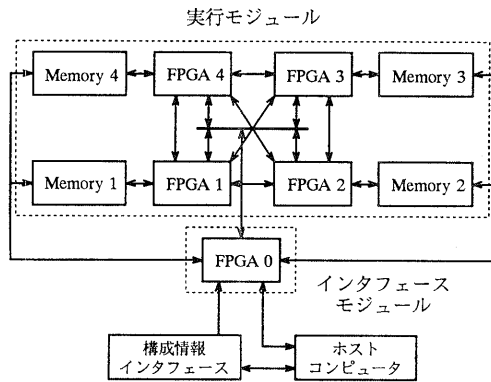 実行モジュール
Memory 4
FPGA 4
FPGA 3
Memory 3
Memory 1
FPGA 1
FPGA 2
Memory 2
FPGA 0
インタフェース
モジュール
構成情報
インタフェース
ホスト
コンピュータ